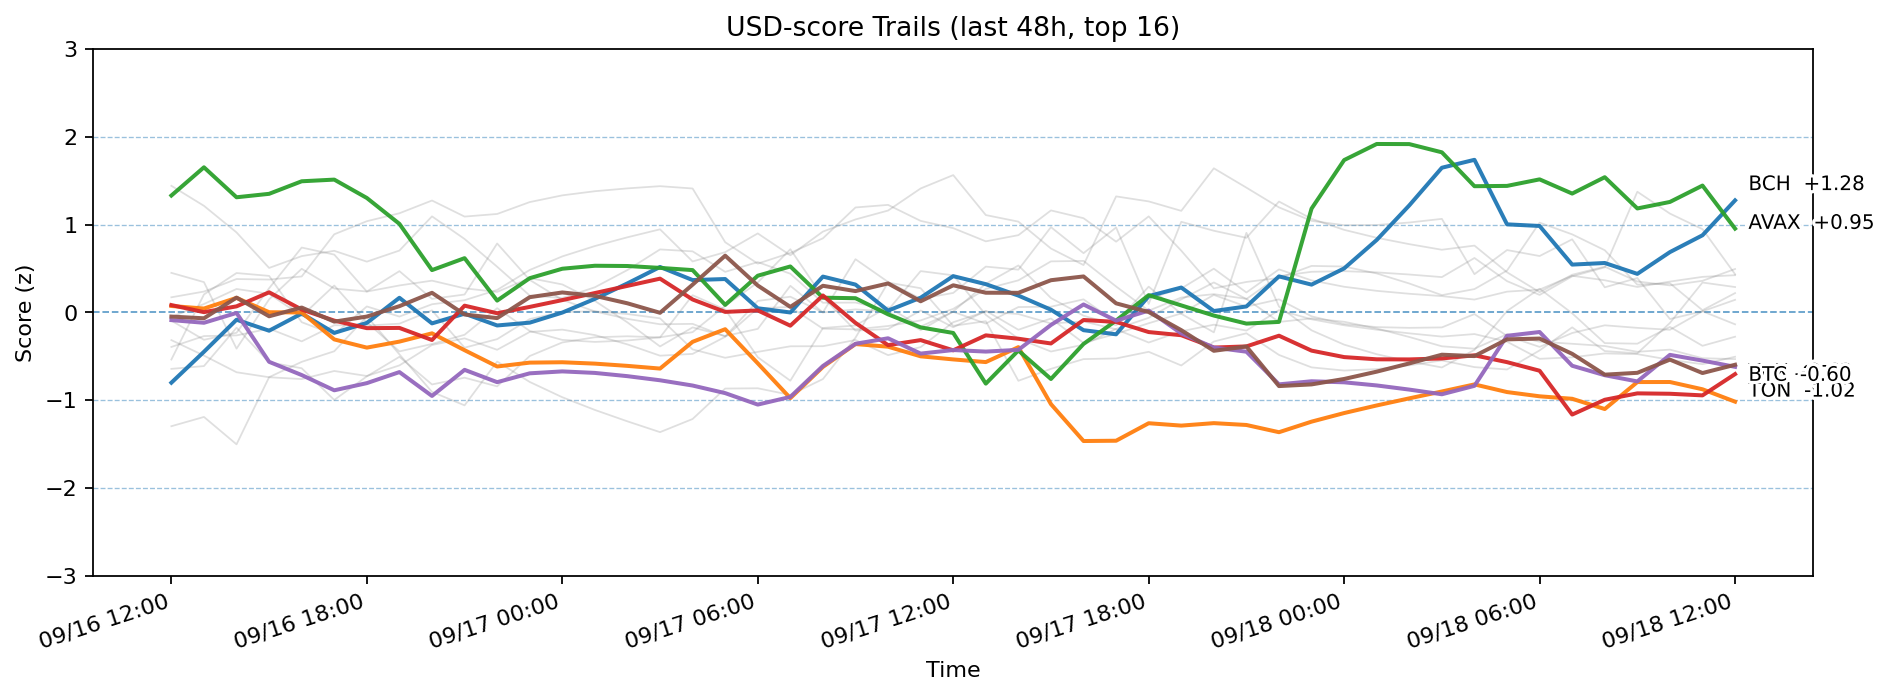 USD-score Trails (last 48h, top 16)
Score (z)
3
2
1
0
−1
−2
−3
BCH +1.28
AVAX +0.95
BTC -0.60
TON -1.02
09/16 12:00
09/16 18:00
09/17 00:00
09/17 06:00
09/17 12:00
09/17 18:00
09/18 00:00
09/18 06:00
09/18 12:00
Time